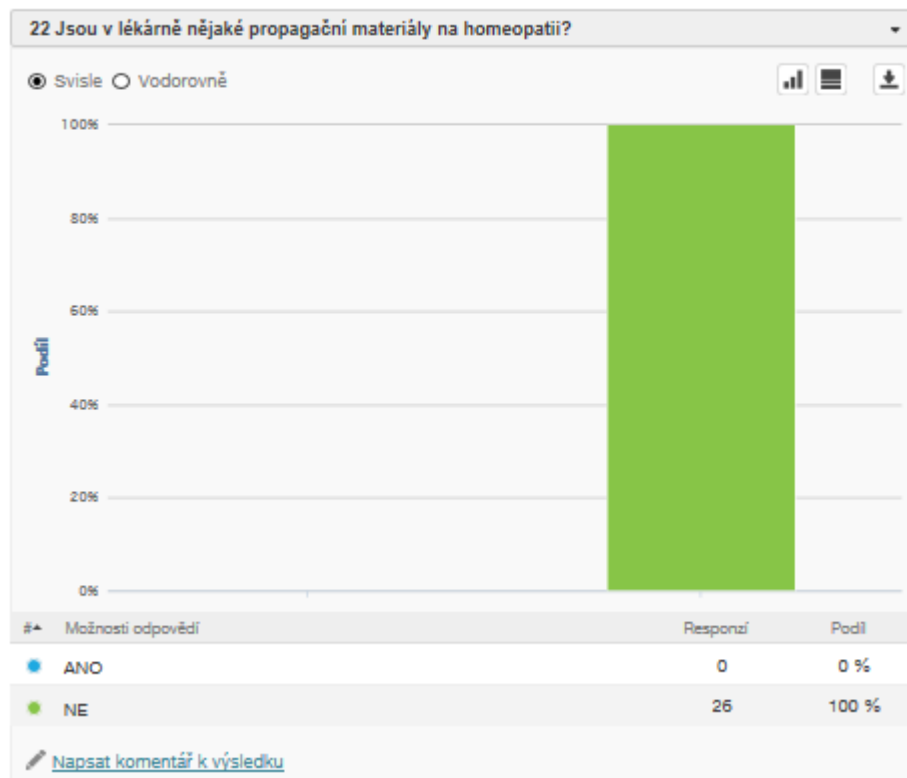 22 Jsou v lékárně nějaké propagační materiály na homeopatii?
Svisle Vodorovně
100%
80%
60%
40%
20%
0%
Podíl
# Možnosti odpovědí Responzí Podíl
ANO 0 0 %
NE 26 100 %
Napsat komentář k výsledku